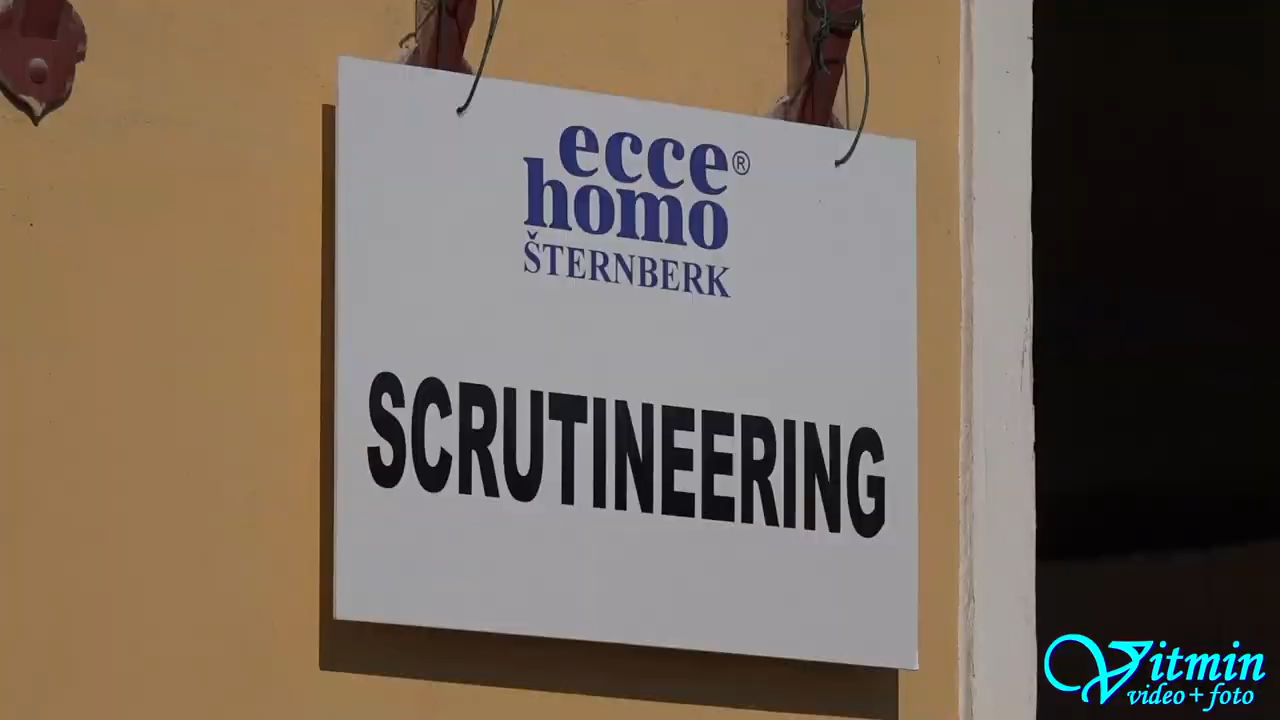 ecce®
homo
ŠTERNBERK
SCRUTINEERING
Vitmin
video+foto